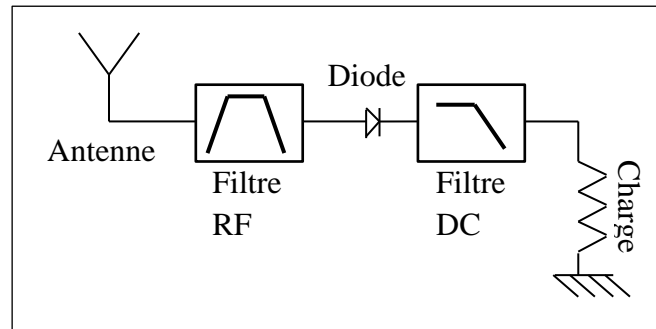 Diode
Antenne
Filtre
RF
Filtre
DC
Charge